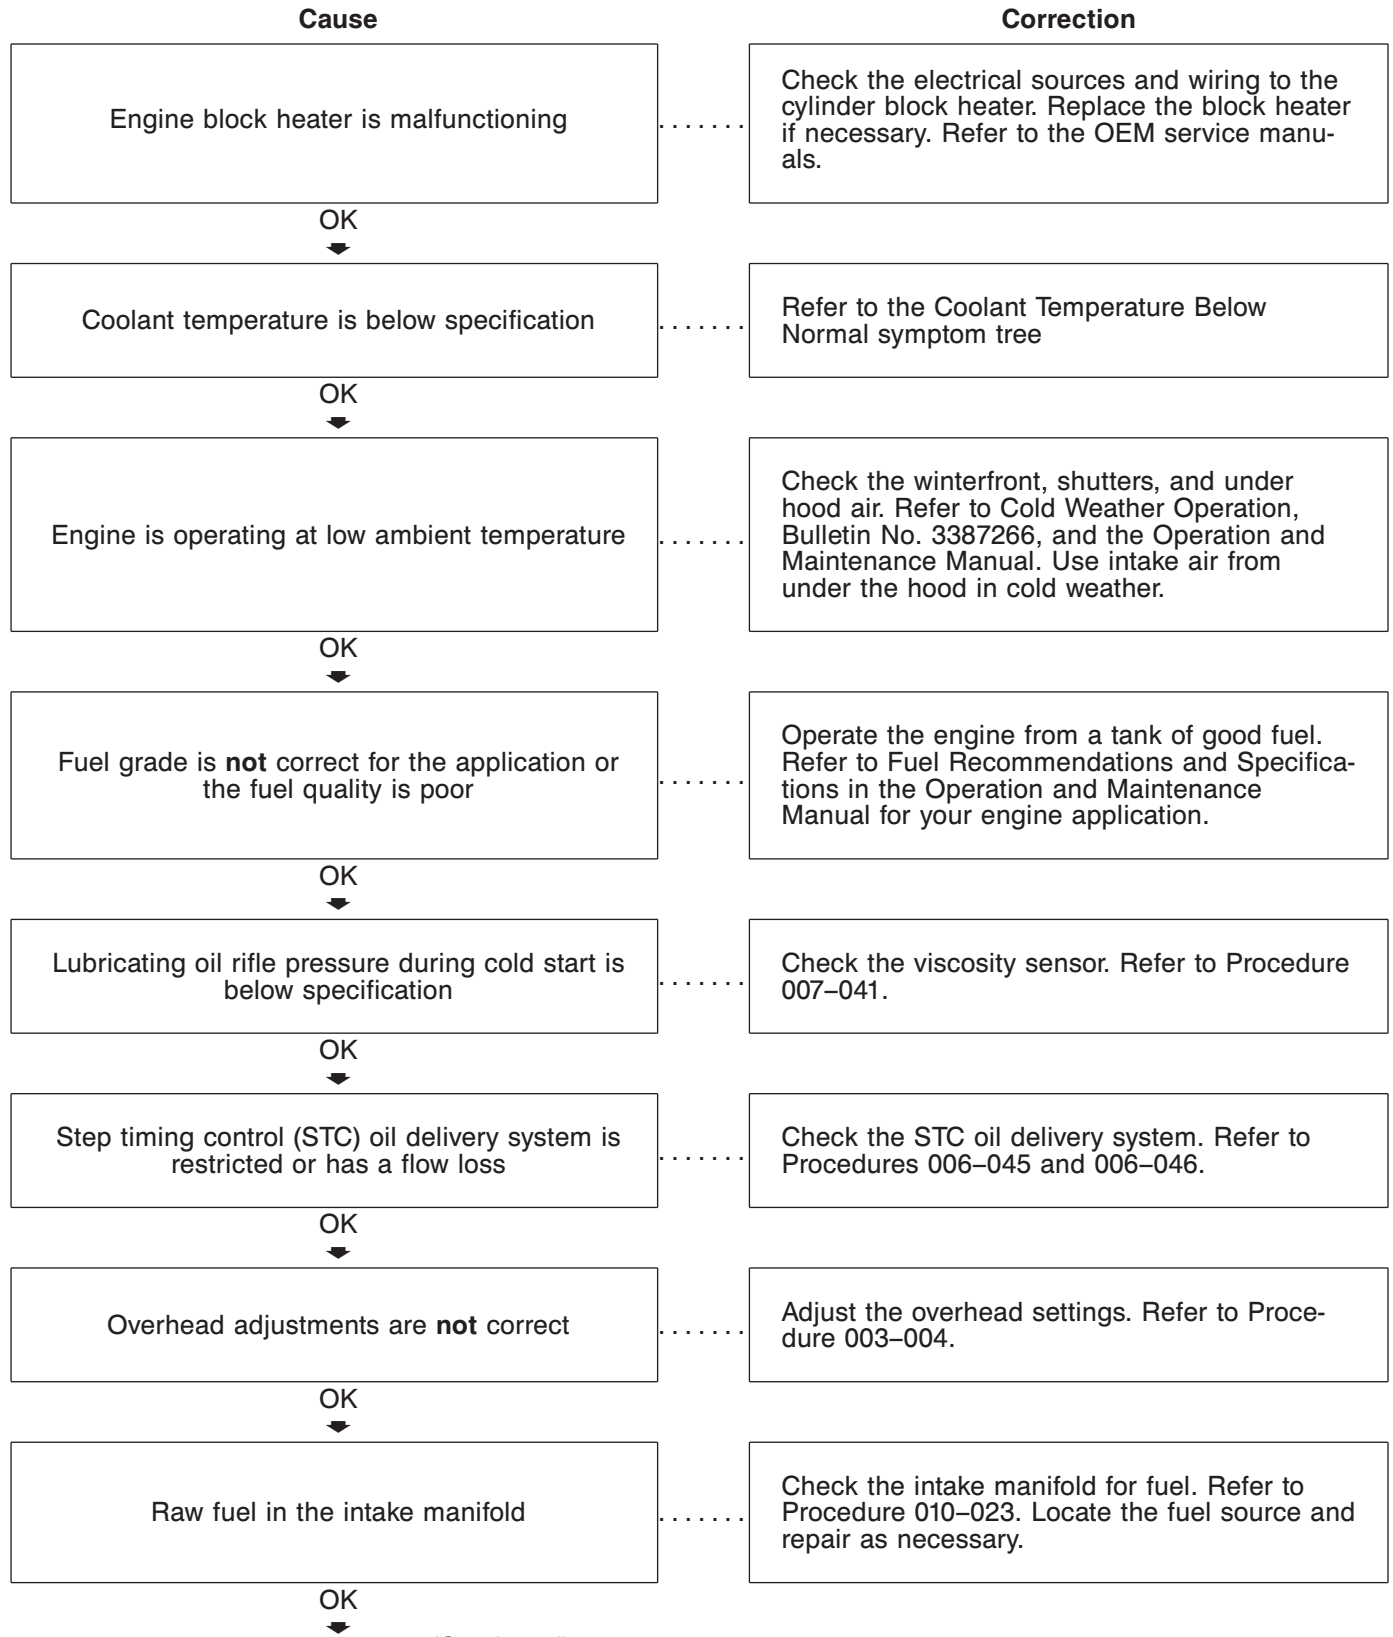 Cause
Correction
Engine block heater is malfunctioning
. . . . . . .
Check the electrical sources and wiring to the
cylinder block heater. Replace the block heater
if necessary. Refer to the OEM service manu-
als.
OK
Coolant temperature is below specification
. . . . . . .
Refer to the Coolant Temperature Below
Normal symptom tree
OK
Engine is operating at low ambient temperature
. . . . . . .
Check the winterfront, shutters, and under
hood air. Refer to Cold Weather Operation,
Bulletin No. 3387266, and the Operation and
Maintenance Manual. Use intake air from
under the hood in cold weather.
OK
Fuel grade is not correct for the application or
the fuel quality is poor
. . . . . . .
Operate the engine from a tank of good fuel.
Refer to Fuel Recommendations and Specifica-
tions in the Operation and Maintenance
Manual for your engine application.
OK
Lubricating oil rifle pressure during cold start is
below specification
. . . . . . .
Check the viscosity sensor. Refer to Procedure
007–041.
OK
Step timing control (STC) oil delivery system is
restricted or has a flow loss
. . . . . . .
Check the STC oil delivery system. Refer to
Procedures 006–045 and 006–046.
OK
Overhead adjustments are not correct
. . . . . . .
Adjust the overhead settings. Refer to Proce-
dure 003–004.
OK
Raw fuel in the intake manifold
. . . . . . .
Check the intake manifold for fuel. Refer to
Procedure 010–023. Locate the fuel source and
repair as necessary.
OK